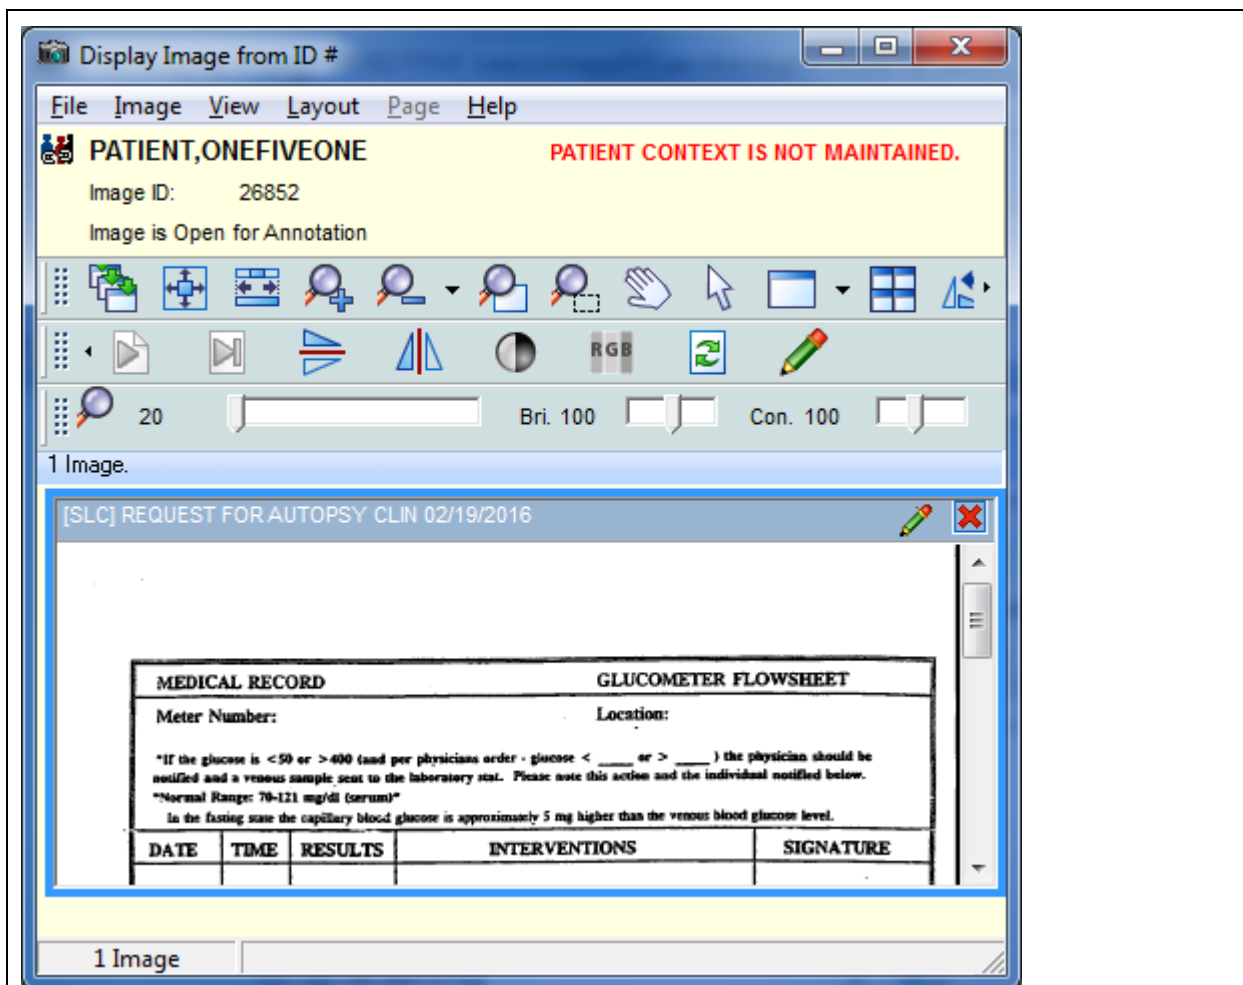 Display Image from ID #
File Image View Layout Page Help
PATIENT,ONEFIVEONE PATIENT CONTEXT IS NOT MAINTAINED.
Image ID: 26852
Image is Open for Annotation
RGB
20 Bri. 100 Con. 100
1 Image.
[SLC] REQUEST FOR AUTOPSY CLIN 02/19/2016
MEDICAL RECORD GLUCOMETER FLOWSHEET
Meter Number: Location:
*If the glucose is <50 or >400 (and per physicians order - glucose < ____ or > ____ ) the physician should be
notified and a venous sample sent to the laboratory stat. Please note this action and the individual notified below.
*Normal Range: 70-121 mg/dl (serum)*
In the fasting state the capillary blood glucose is approximately 5 mg higher than the venous blood glucose level.
DATE TIME RESULTS INTERVENTIONS SIGNATURE
1 Image